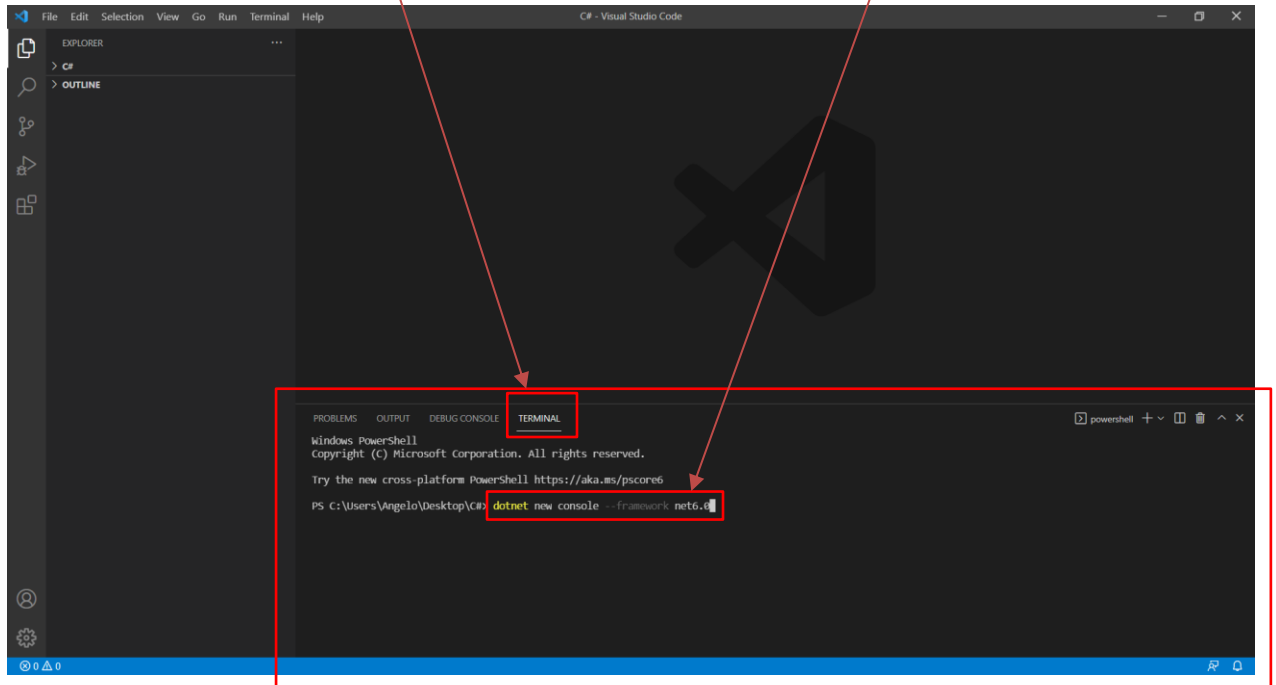 File Edit Selection View Go Run Terminal Help
C# - Visual Studio Code
EXPLORER
C#
OUTLINE
PROBLEMS OUTPUT DEBUG CONSOLE TERMINAL
powershell
Windows PowerShell
Copyright (C) Microsoft Corporation. All rights reserved.
Try the new cross-platform PowerShell https://aka.ms/pscore6
PS C:\Users\Angelo\Desktop\C#> dotnet new console --framework net6.0
0 0